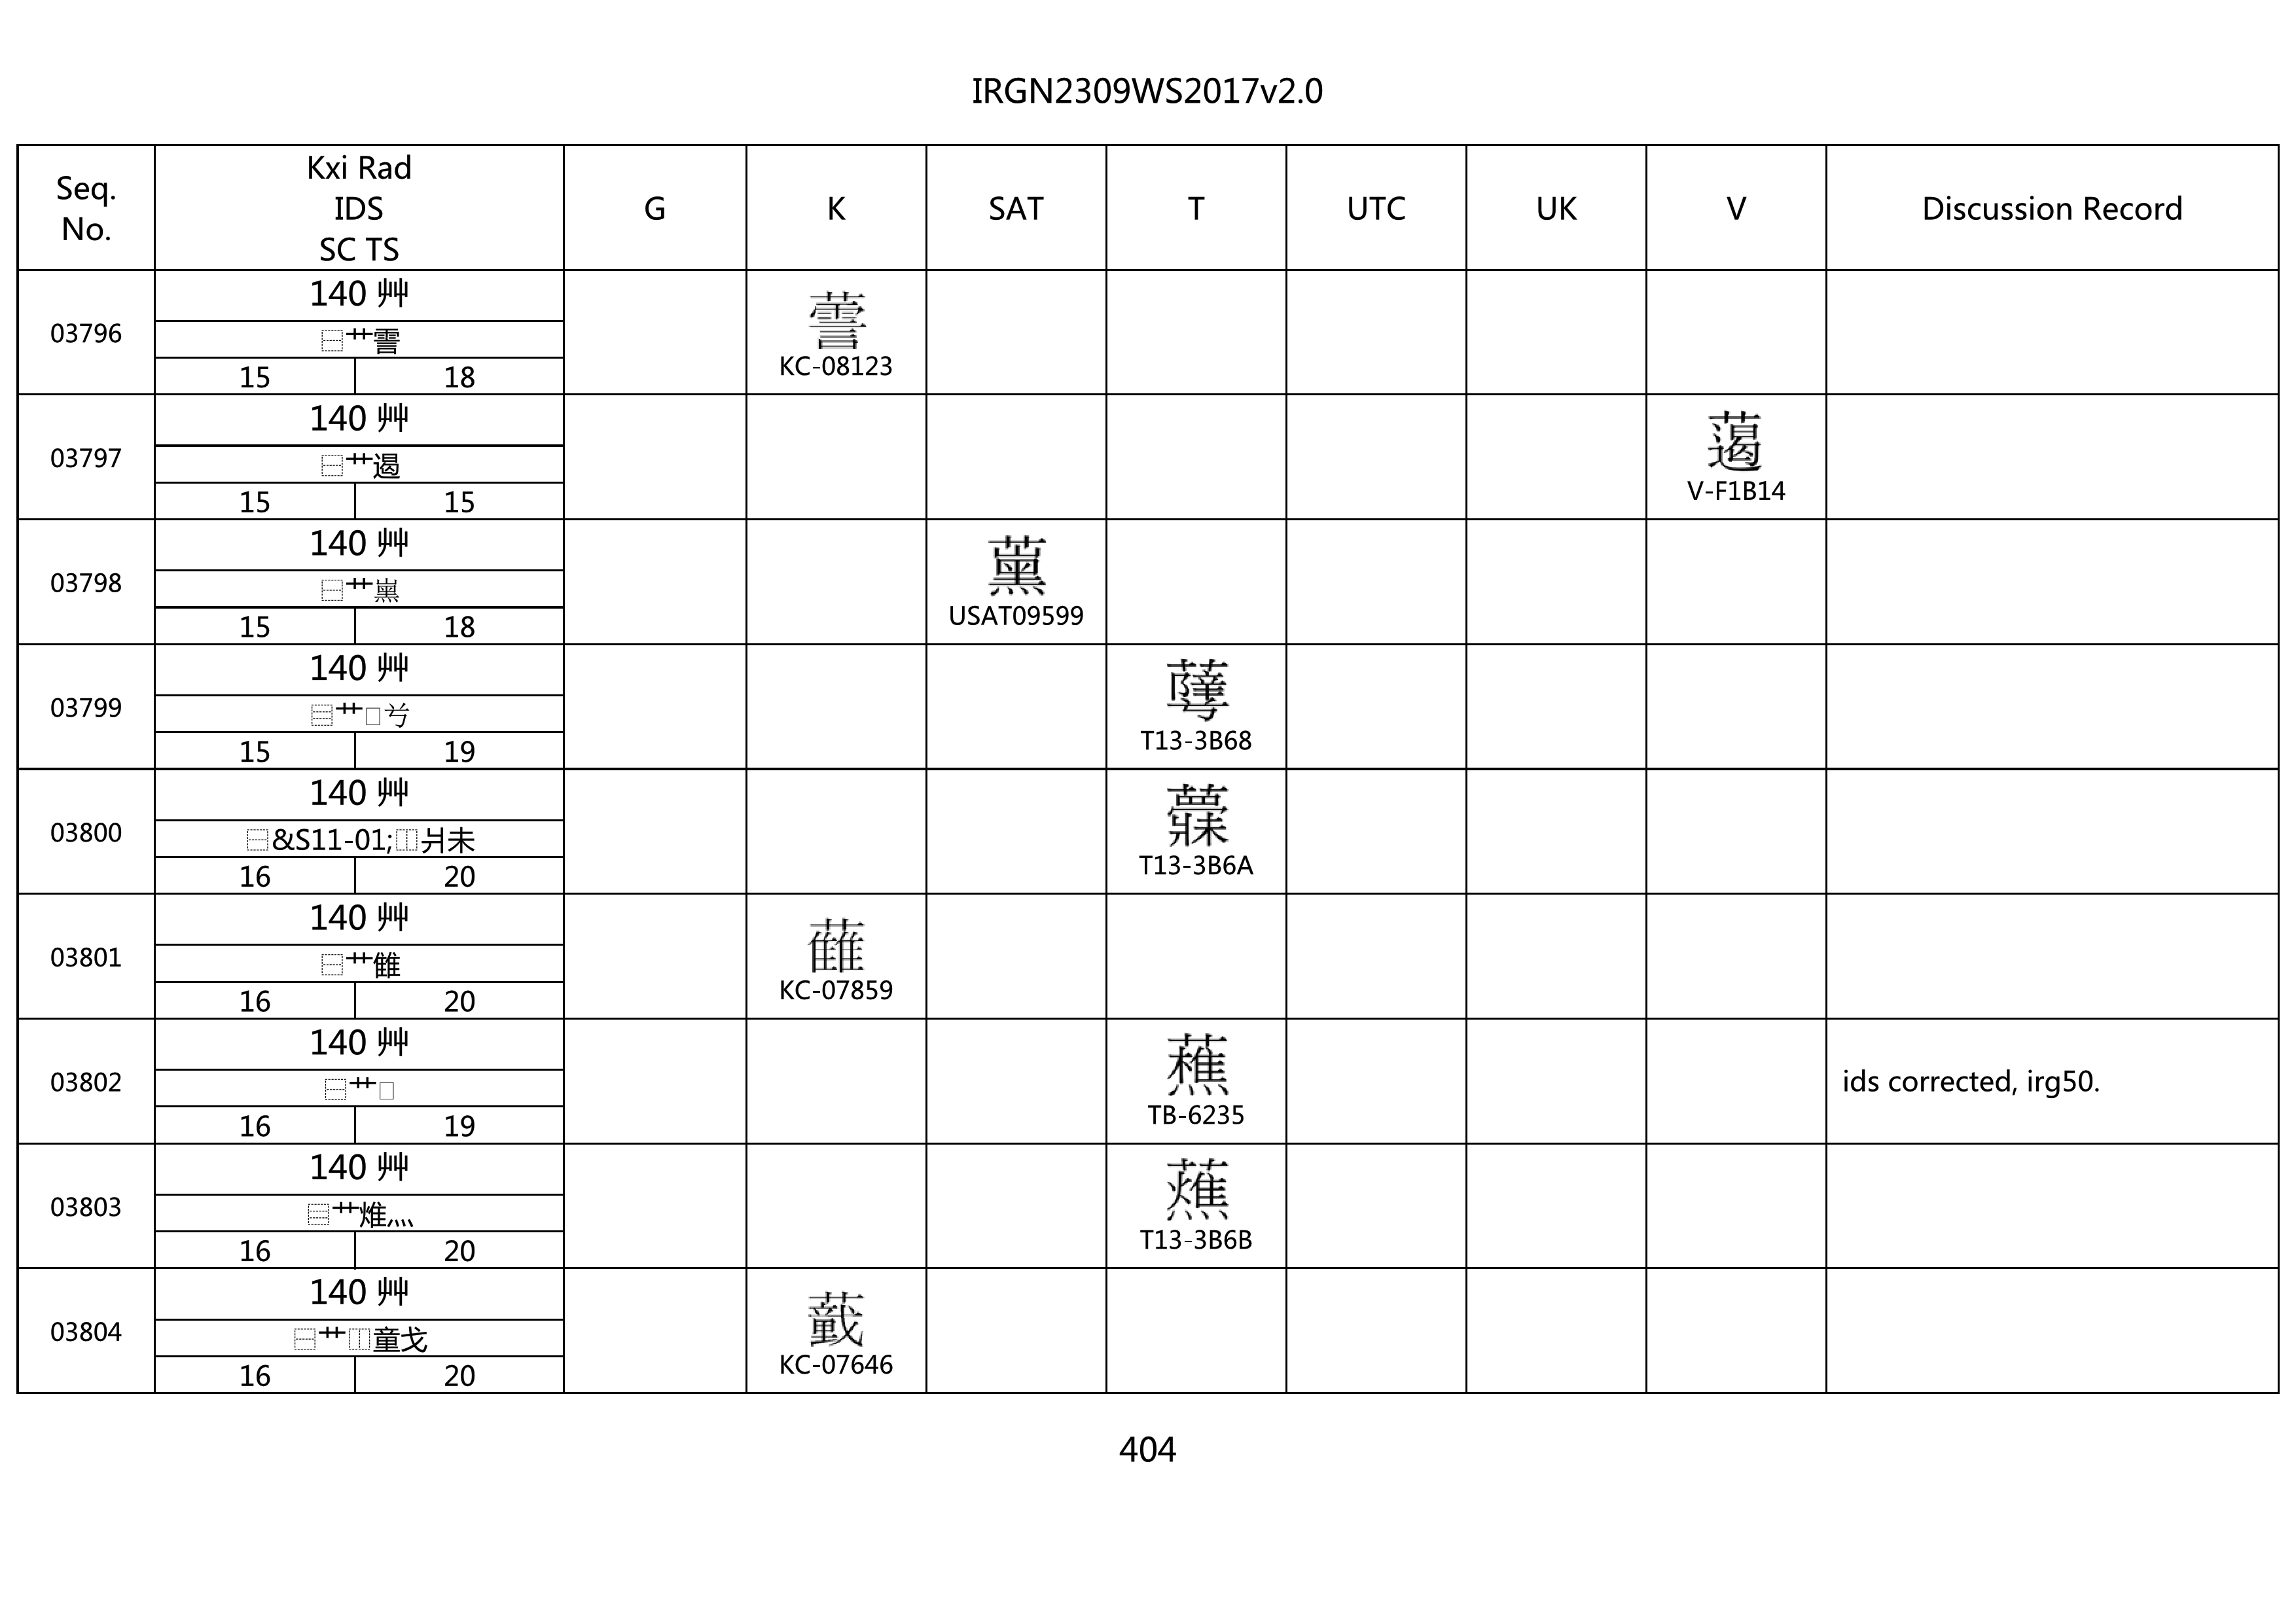 IRGN2309WS2017v2.0
Seq. No.
Kxi Rad IDS SC TS
G
K
SAT
T
UTC
UK
V
Discussion Record
03796
140 艸
⿱艹
15
18
KC-08123
03797
140 艸
⿱艹遏
15
15
V-F1B14
03798
140 艸
⿱艹
15
18
USAT09599
03799
140 艸
⿳艹
15
19
T13-3B68
03800
140 艸
⿱&S11-01;⿰爿未
16
20
T13-3B6A
03801
140 艸
⿱艹雔
16
20
KC-07859
03802
140 艸
⿱艹
16
19
TB-6235
ids corrected, irg50.
03803
140 艸
⿳艹灬
16
20
T13-3B6B
03804
140 艸
⿱艹⿰童戈
16
20
KC-07646
404